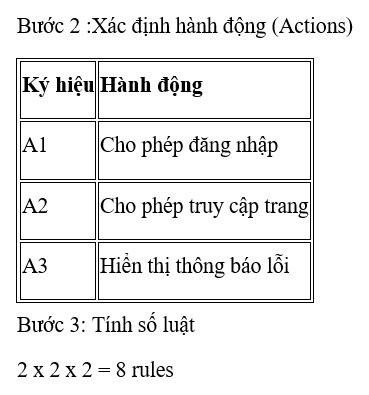 Bước 2 :Xác định hành động (Actions)
Ký hiệu Hành động
A1 Cho phép đăng nhập
A2 Cho phép truy cập trang
A3 Hiển thị thông báo lỗi
Bước 3: Tính số luật
2 x 2 x 2 = 8 rules